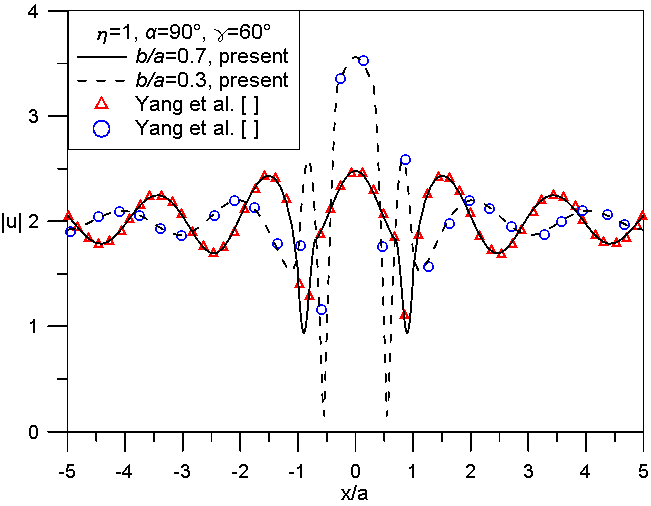 η=1, α=90°, γ=60°
b/a=0.7, present
b/a=0.3, present
Yang et al. [ ]
Yang et al. [ ]
4
3
|u|
2
1
0
-5 -4 -3 -2 -1 0 1 2 3 4 5
x/a